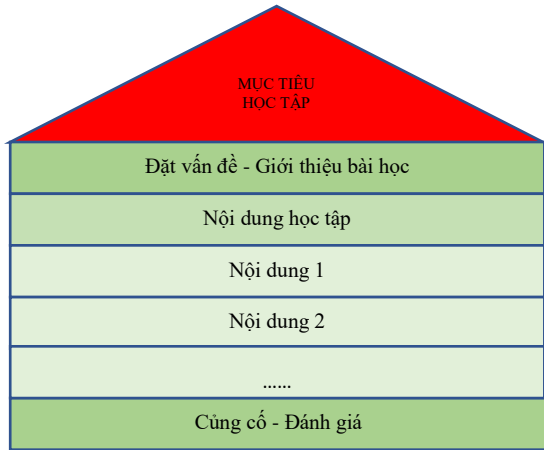 MỤC TIÊU
HỌC TẬP
Đặt vấn đề - Giới thiệu bài học
Nội dung học tập
Nội dung 1
Nội dung 2
......
Củng cố - Đánh giá